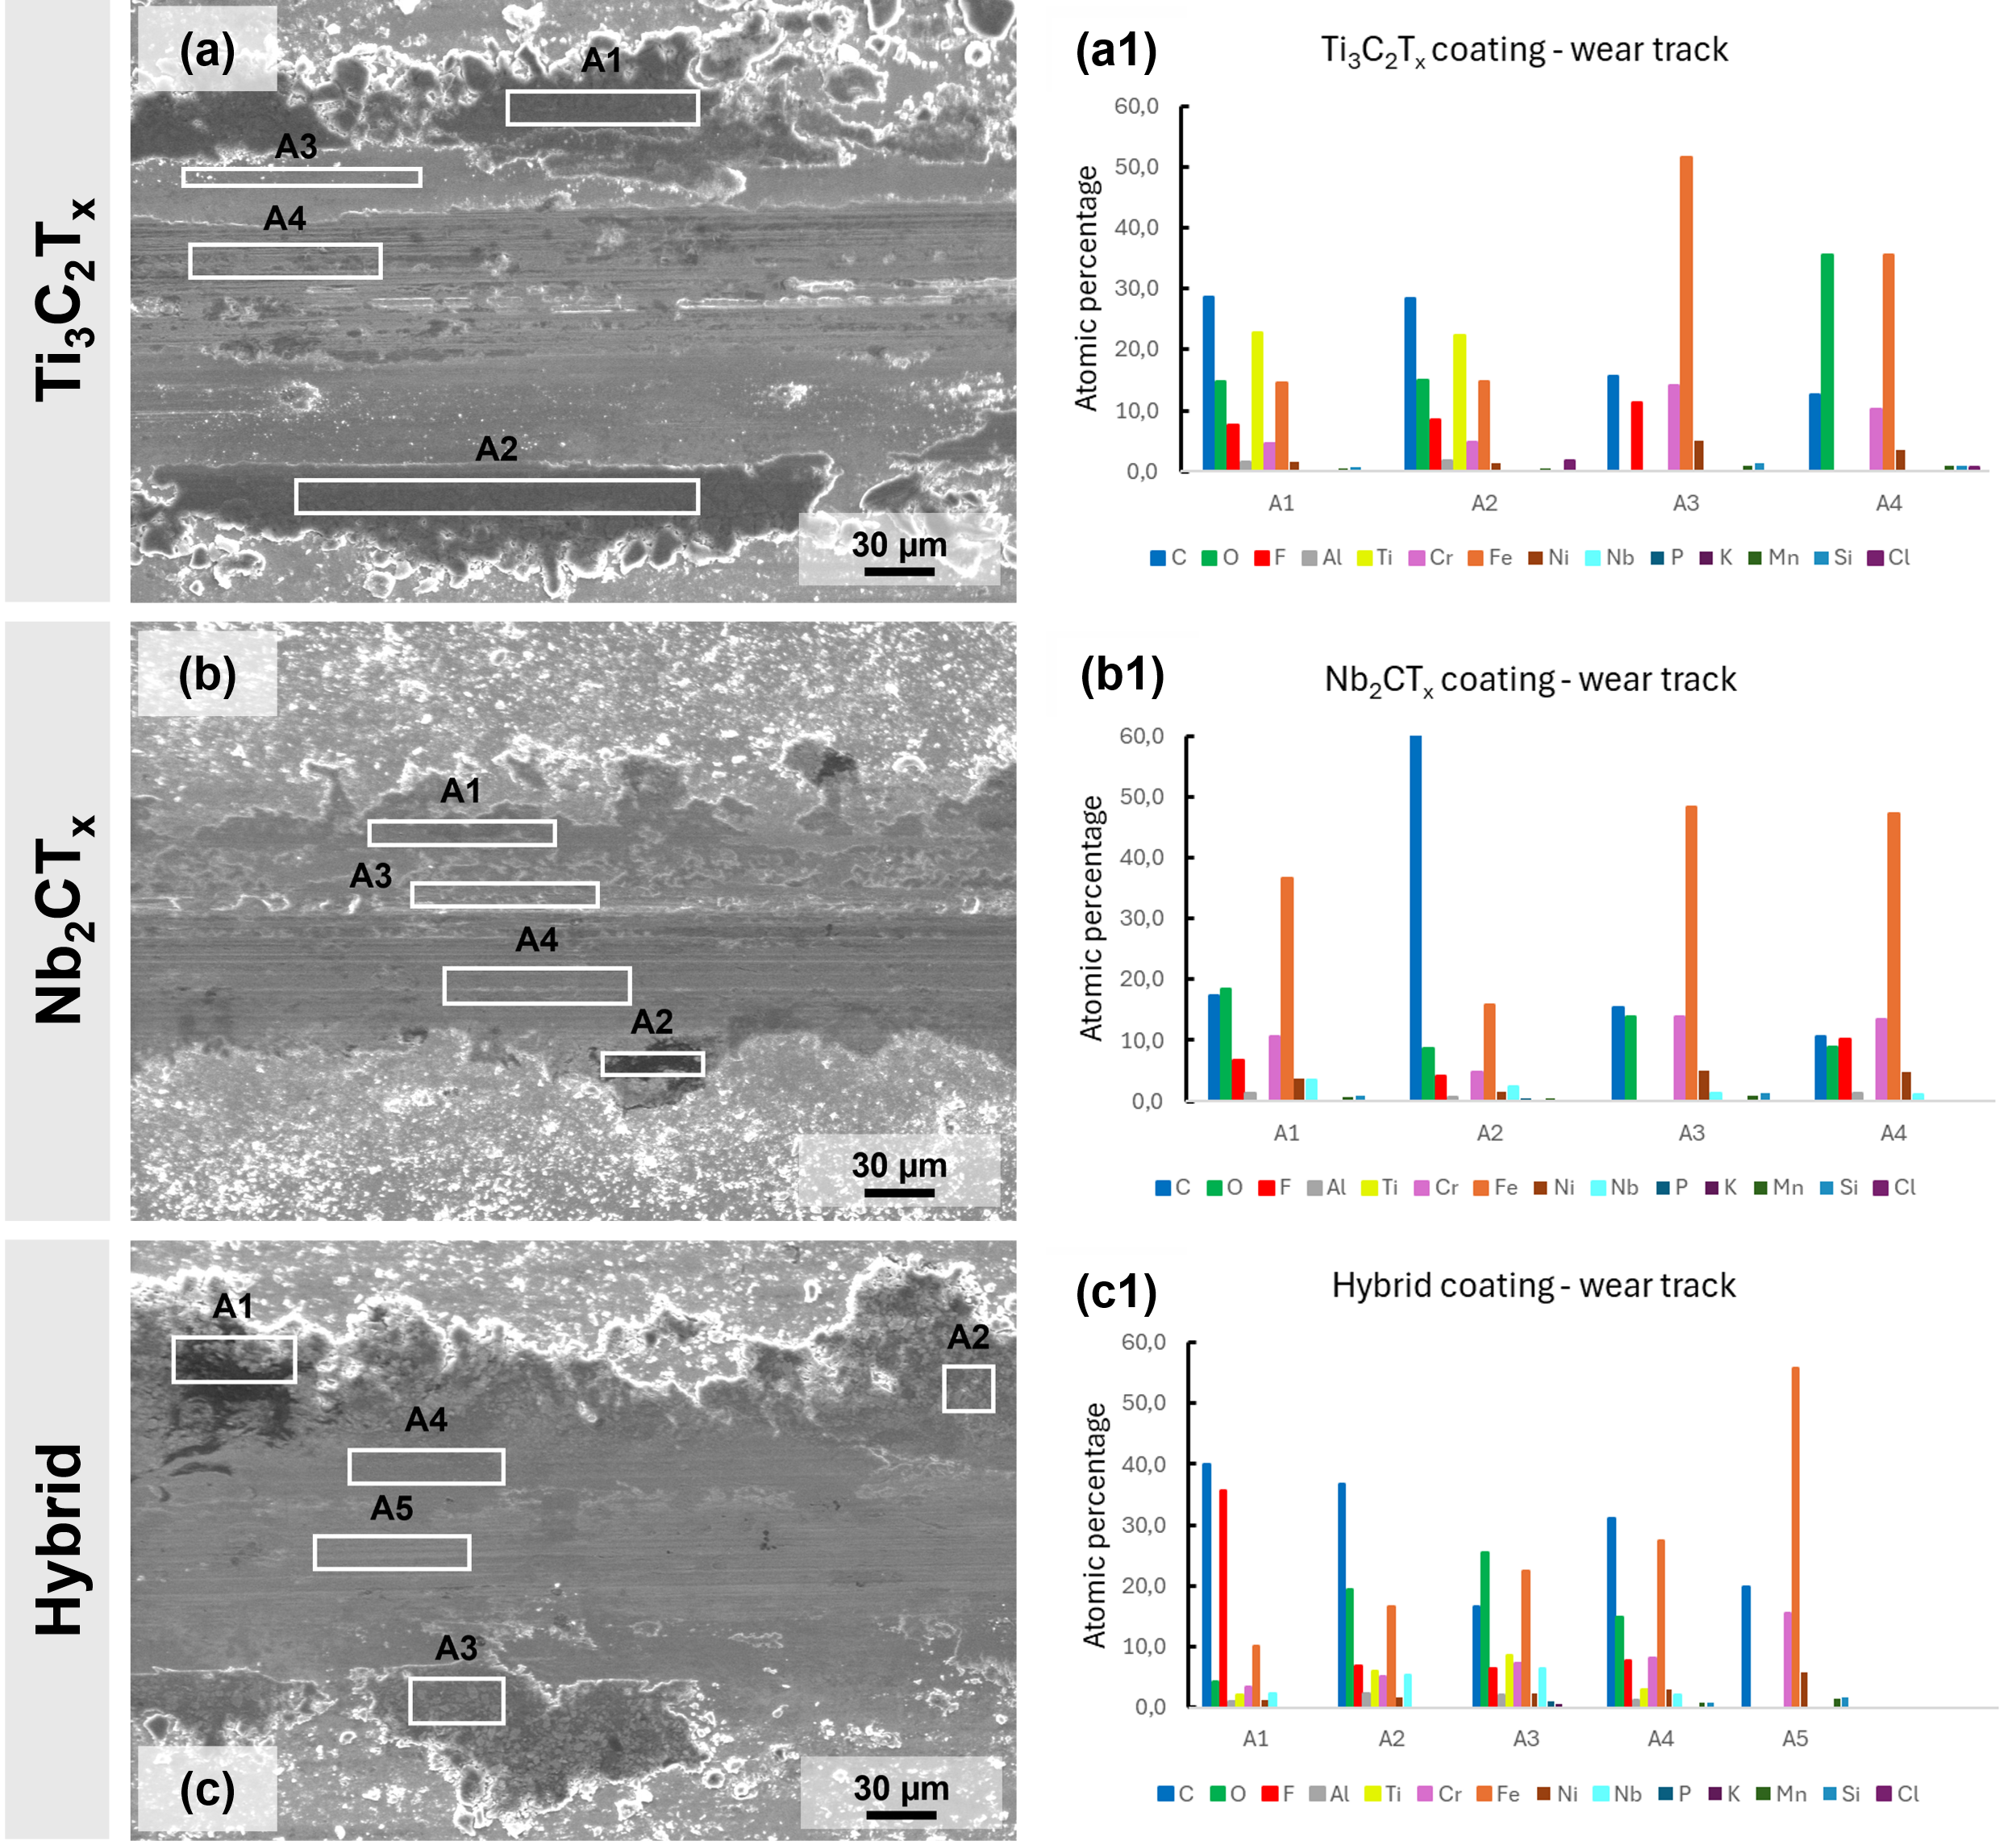 Ti₃C₂Tₓ
(a)
A1
A3
A4
A2
30 µm
(a1)
Ti₃C₂Tₓ coating - wear track
Atomic percentage
60,0
50,0
40,0
30,0
20,0
10,0
0,0
A1 A2 A3 A4
C O F Al Ti Cr Fe Ni Nb P K Mn Si Cl
Nb₂CTₓ
(b)
A1
A3
A4
A2
30 µm
(b1)
Nb₂CTₓ coating - wear track
Atomic percentage
60,0
50,0
40,0
30,0
20,0
10,0
0,0
A1 A2 A3 A4
C O F Al Ti Cr Fe Ni Nb P K Mn Si Cl
Hybrid
A1
A2
A4
A5
A3
(c)
30 µm
(c1)
Hybrid coating - wear track
Atomic percentage
60,0
50,0
40,0
30,0
20,0
10,0
0,0
A1 A2 A3 A4 A5
C O F Al Ti Cr Fe Ni Nb P K Mn Si Cl